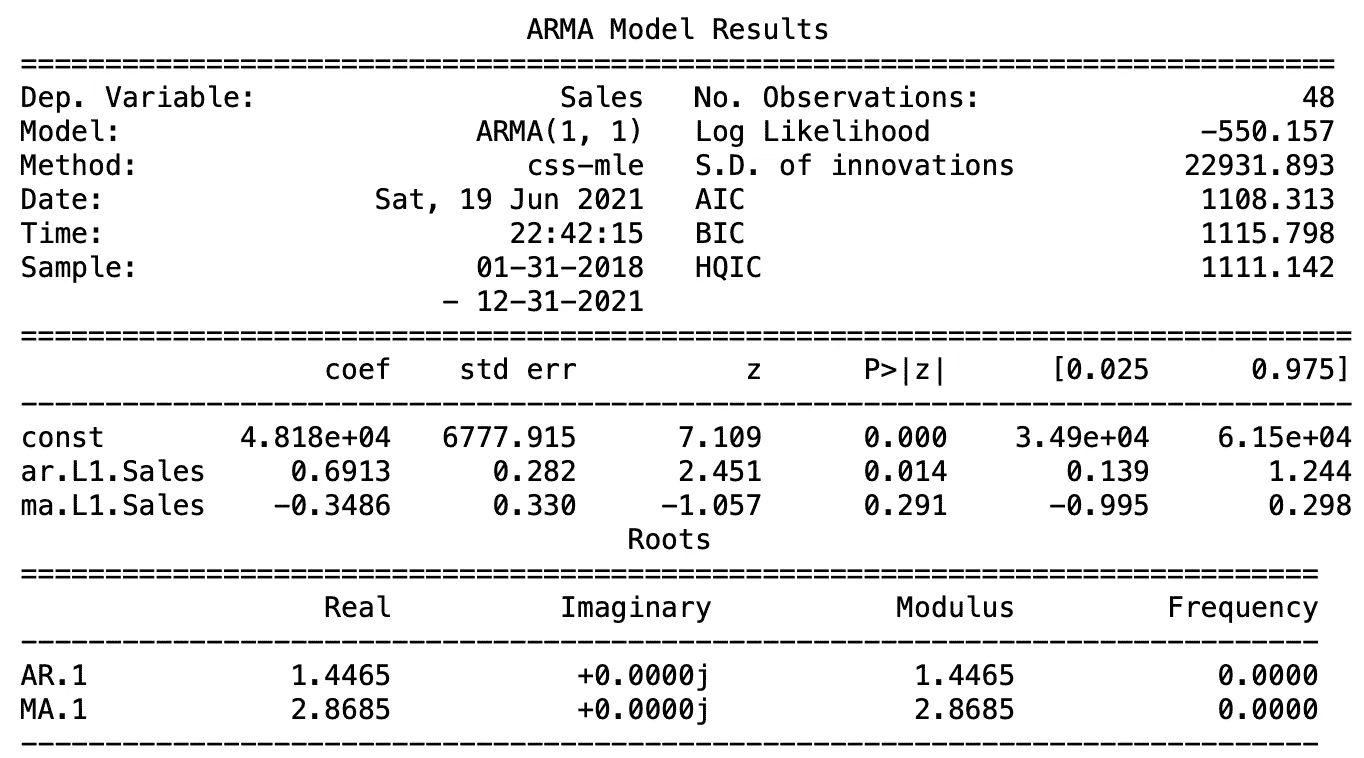 ARMA Model Results
==============================================================================
Dep. Variable: Sales No. Observations: 48
Model: ARMA(1, 1) Log Likelihood -550.157
Method: css-mle S.D. of innovations 22931.893
Date: Sat, 19 Jun 2021 AIC 1108.313
Time: 22:42:15 BIC 1115.798
Sample: 01-31-2018 HQIC 1111.142
- 12-31-2021
===============================================================================
coef std err z P>|z| [0.025 0.975]
-------------------------------------------------------------------------------
const 4.818e+04 6777.915 7.109 0.000 3.49e+04 6.15e+04
ar.L1.Sales 0.6913 0.282 2.451 0.014 0.139 1.244
ma.L1.Sales -0.3486 0.330 -1.057 0.291 -0.995 0.298
Roots
=============================================================================
Real Imaginary Modulus Frequency
-----------------------------------------------------------------------------
AR.1 1.4465 +0.0000j 1.4465 0.0000
MA.1 2.8685 +0.0000j 2.8685 0.0000
-----------------------------------------------------------------------------